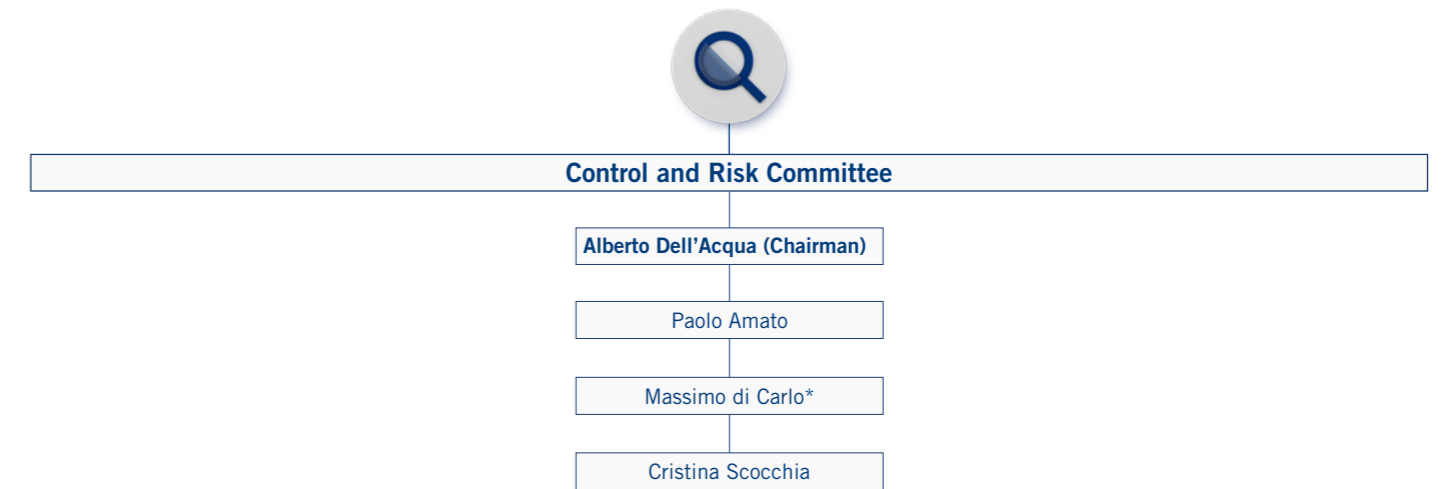 Control and Risk Committee
Alberto Dell’Acqua (Chairman)
Paolo Amato
Massimo di Carlo*
Cristina Scocchia